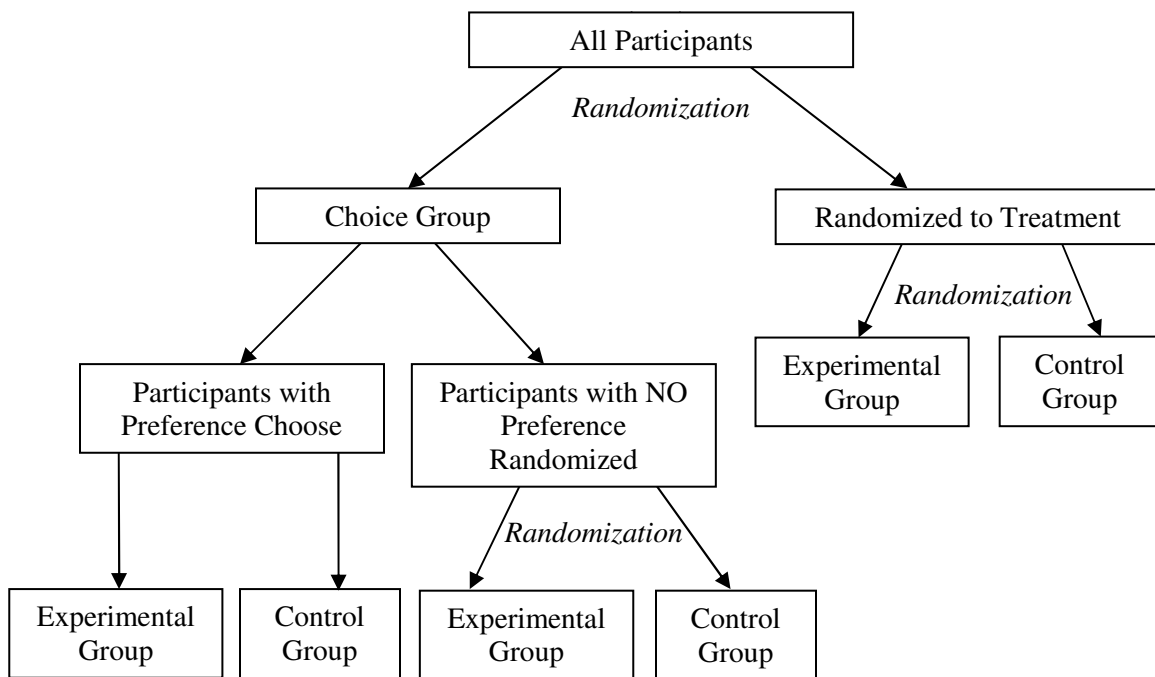 All Participants
Randomization
Choice Group
Randomized to Treatment
Randomization
Experimental
Group
Control
Group
Participants with
Preference Choose
Participants with NO
Preference
Randomized
Randomization
Experimental
Group
Control
Group
Experimental
Group
Control
Group